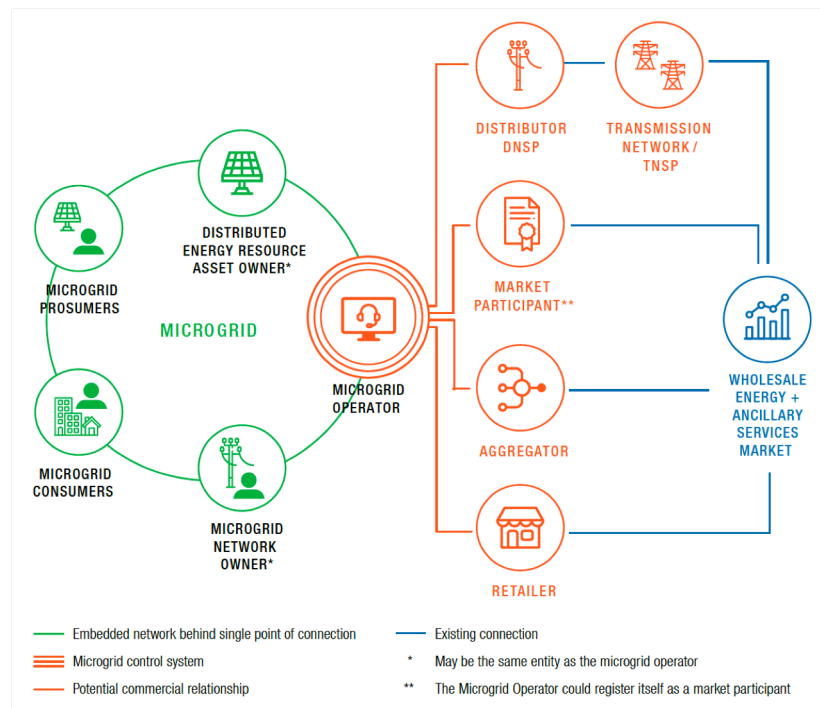 DISTRIBUTOR
DNSP
TRANSMISSION
NETWORK /
TNSP
DISTRIBUTED
ENERGY RESOURCE
ASSET OWNER*
MICROGRID
PROSUMERS
MICROGRID
MICROGRID
OPERATOR
MARKET
PARTICIPANT**
WHOLESALE
ENERGY +
ANCILLARY
SERVICES
MARKET
AGGREGATOR
MICROGRID
CONSUMERS
MICROGRID
NETWORK
OWNER*
RETAILER
Embedded network behind single point of connection
Microgrid control system
Potential commercial relationship
Existing connection
* May be the same entity as the microgrid operator
** The Microgrid Operator could register itself as a market participant